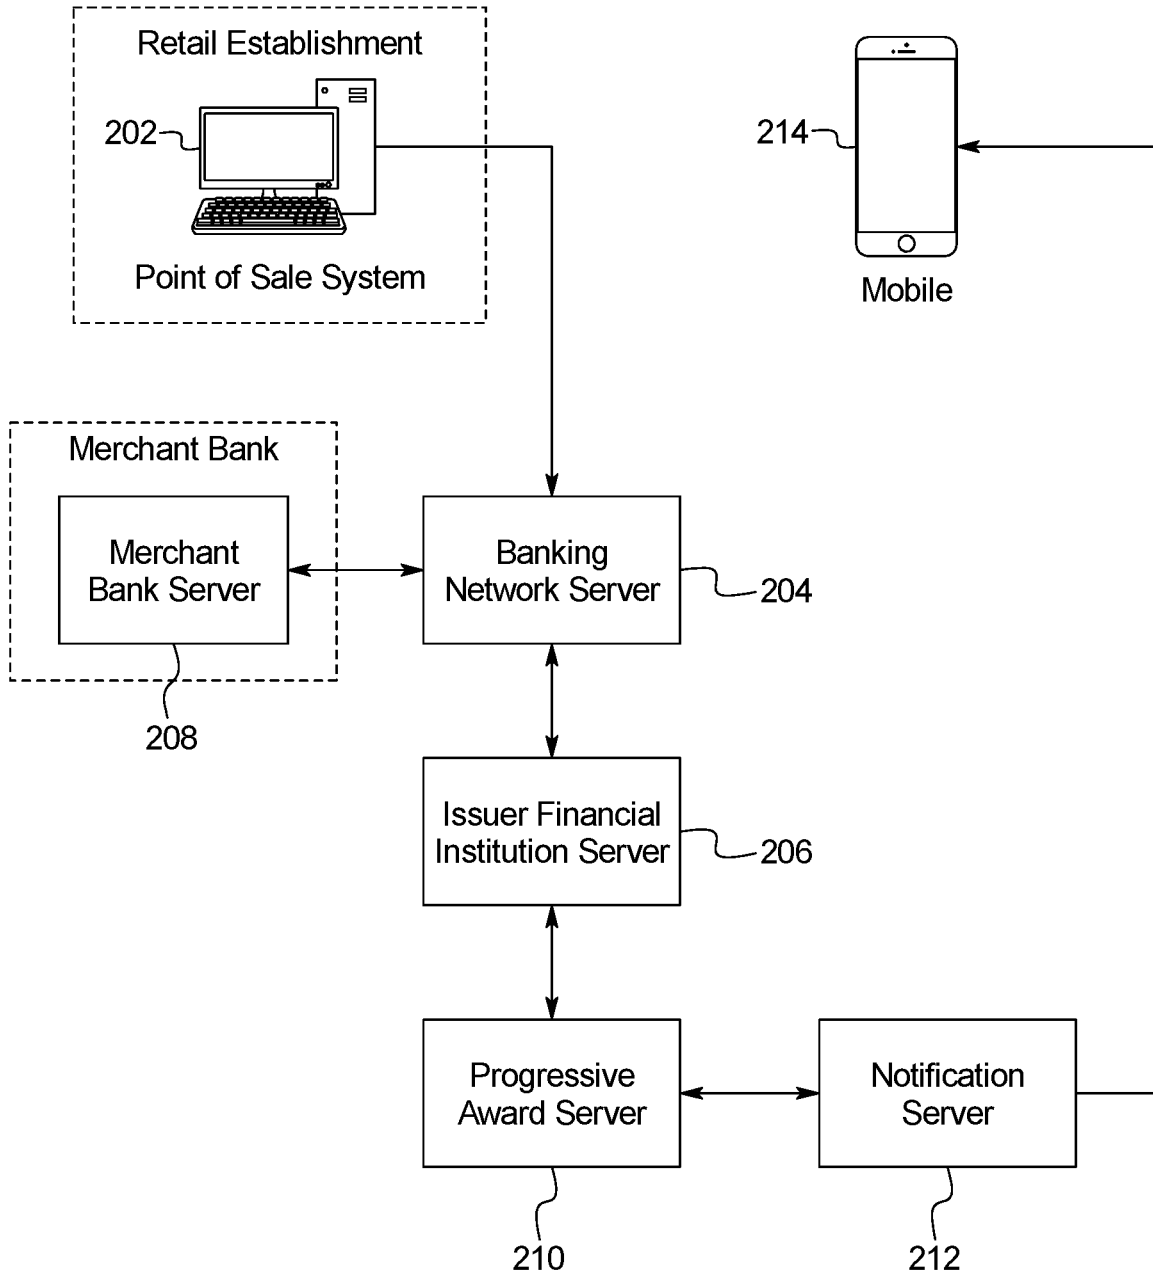 Retail Establishment
202
Point of Sale System
214
Mobile
Merchant Bank
Merchant
Bank Server
208
Banking
Network Server
204
Issuer Financial
Institution Server
206
Progressive
Award Server
210
Notification
Server
212